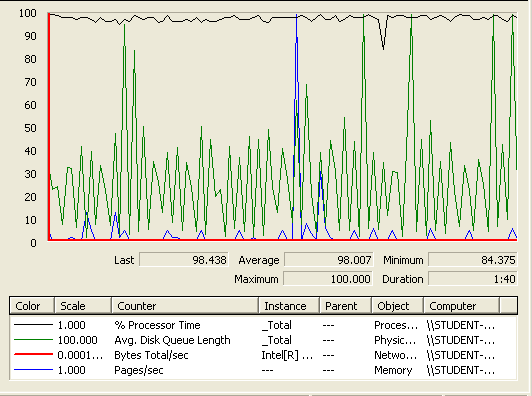 100
90
80
70
60
50
40
30
20
10
0
Last 98.438 Average 98.007 Minimum 84.375
Maximum 100.000 Duration 1:40
Color Scale Counter Instance Parent Object Computer
1.000 % Processor Time _Total --- Proces... \\STUDENT-...
100.000 Avg. Disk Queue Length _Total --- Physic... \\STUDENT-...
0.0001... Bytes Total/sec Intel[R] ... --- Netwo... \\STUDENT-...
1.000 Pages/sec --- --- Memory \\STUDENT-...